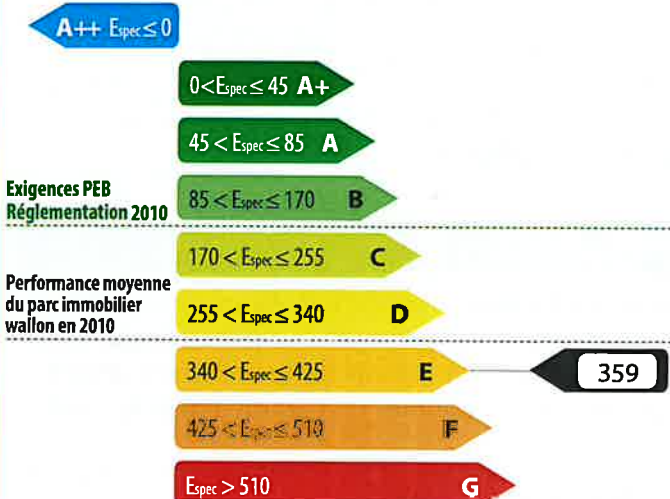 A++ Espec ≤ 0
0 < Espec ≤ 45 A+
45 < Espec ≤ 85 A
Exigences PEB
Réglementation 2010
85 < Espec ≤ 170 B
170 < Espec ≤ 255 C
Performance moyenne
du parc immobilier
wallon en 2010
255 < Espec ≤ 340 D
340 < Espec ≤ 425 E
359
425 < Espec ≤ 510 F
Espec > 510 G